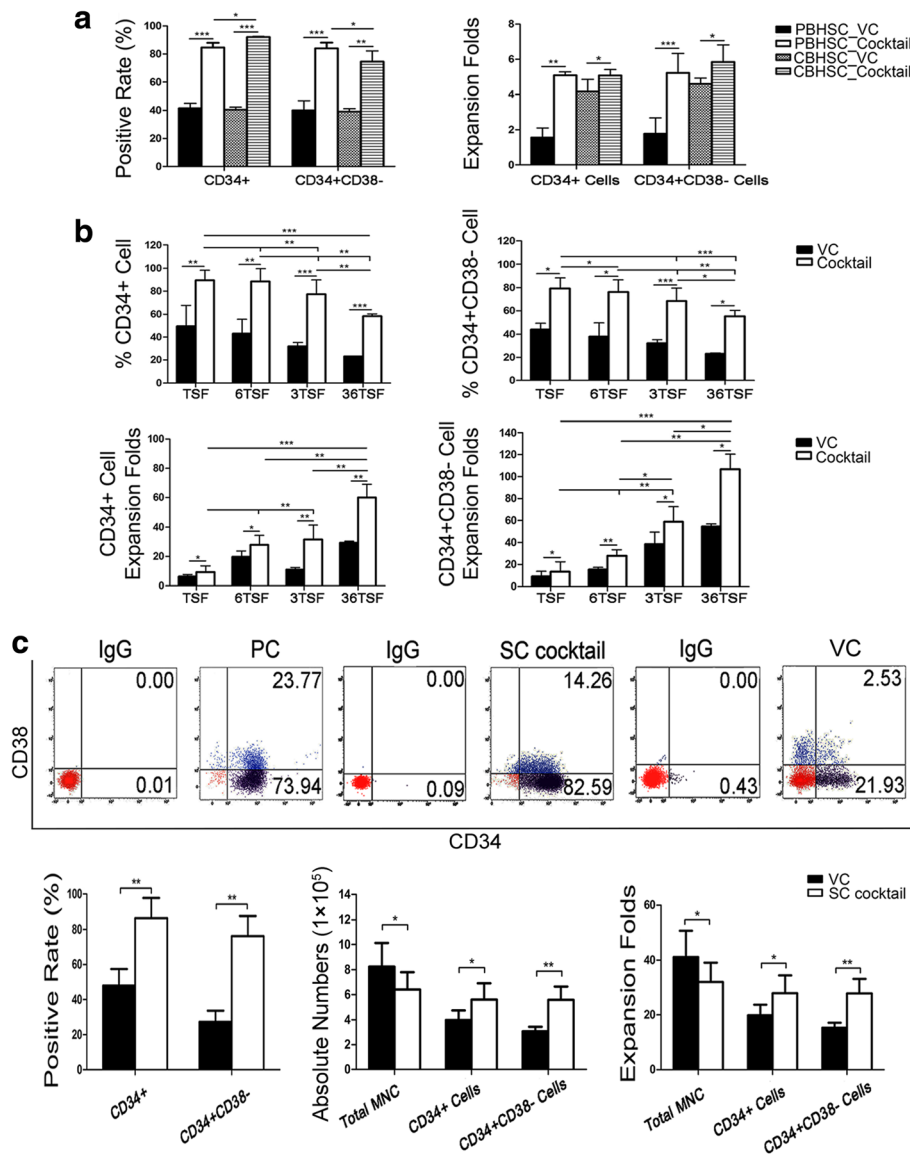 a
Positive Rate (%)
100
80
60
40
20
0
***
*
***
***
*
**
CD34+
CD34+CD38-
Expansion Folds
8
6
4
2
0
**
*
***
*
CD34+ Cells
CD34+CD38- Cells
PBHSC_VC
PBHSC_Cocktail
CBHSC_VC
CBHSC_Cocktail
b
% CD34+ Cell
120
100
80
60
40
20
0
***
**
**
**
**
**
***
***
TSF
6TSF
3TSF
36TSF
% CD34+CD38- Cell
120
100
80
60
40
20
0
***
*
**
*
*
*
***
*
TSF
6TSF
3TSF
36TSF
VC
Cocktail
CD34+ Cell
Expansion Folds
80
60
40
20
0
***
**
**
**
**
*
*
**
TSF
6TSF
3TSF
36TSF
CD34+CD38- Cell
Expansion Folds
140
120
100
80
60
40
20
0
***
*
**
*
*
**
*
**
*
TSF
6TSF
3TSF
36TSF
VC
Cocktail
c
IgG
PC
IgG
SC cocktail
IgG
VC
CD38
0.00
23.77
0.00
14.26
0.00
2.53
0.01
73.94
0.09
82.59
0.43
21.93
CD34
Positive Rate (%)
100
80
60
40
20
0
**
**
CD34+
CD34+CD38-
Absolute Numbers (1×10⁵)
14
12
10
8
6
4
2
0
*
*
**
Total MNC
CD34+ Cells
CD34+CD38- Cells
Expansion Folds
60
40
20
0
*
*
**
Total MNC
CD34+ Cells
CD34+CD38- Cells
VC
SC cocktail